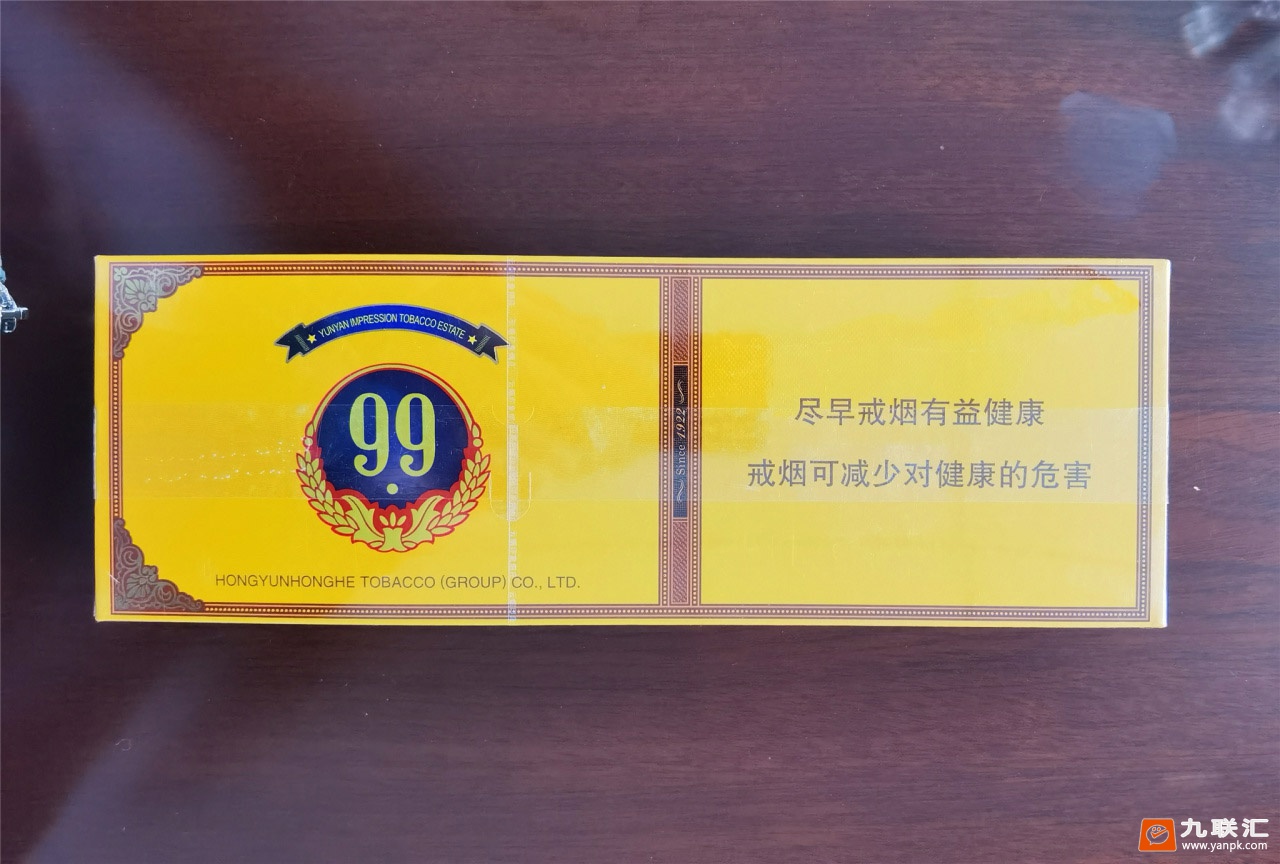 YUNYAN IMPRESSION TOBACCO ESTATE
99
HONGYUNHONGHE TOBACCO (GROUP) CO., LTD.
Since 1922
尽早戒烟有益健康
戒烟可减少对健康的危害
九联汇
www.yanpk.com